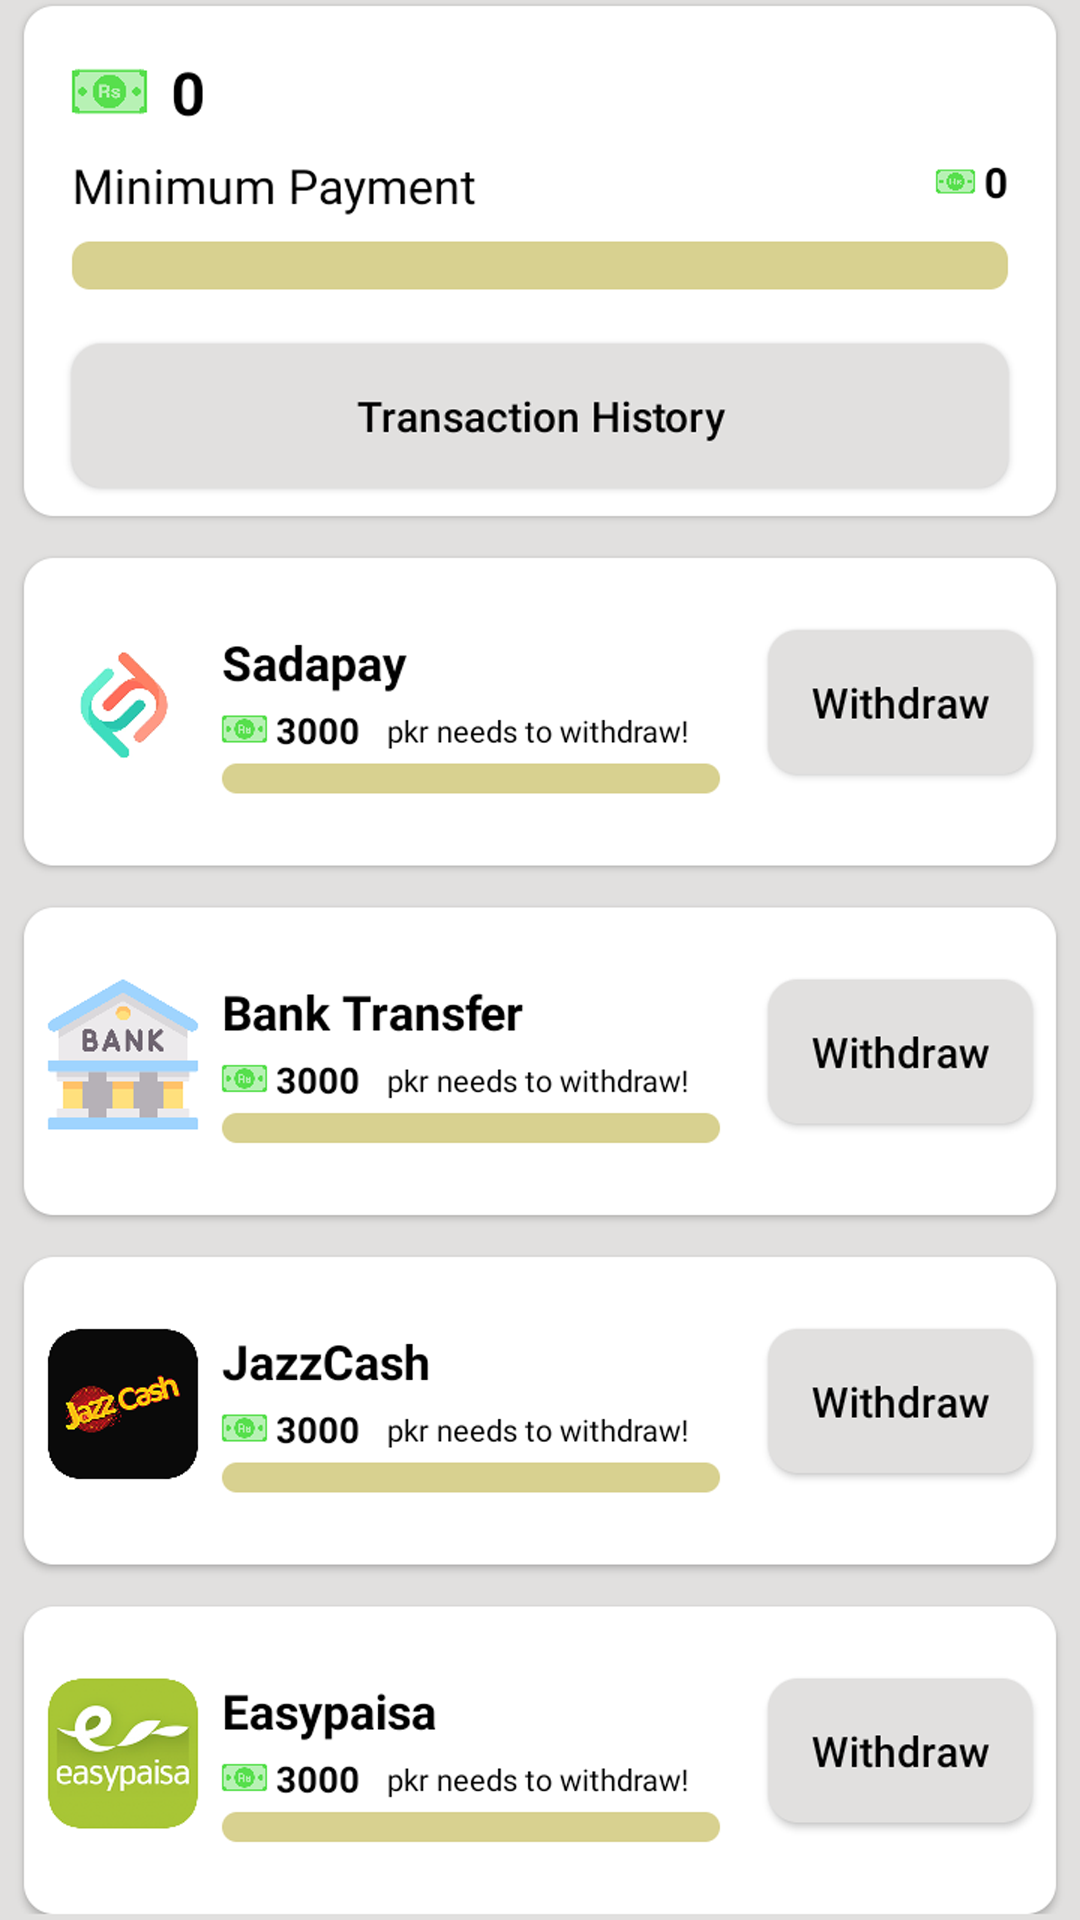 Rs 0
Minimum Payment 0
Transaction History
Sadapay
Rs 3000 pkr needs to withdraw!
Withdraw
BANK
Bank Transfer
Rs 3000 pkr needs to withdraw!
Withdraw
Jazz Cash
JazzCash
Rs 3000 pkr needs to withdraw!
Withdraw
easypaisa
Easypaisa
Rs 3000 pkr needs to withdraw!
Withdraw